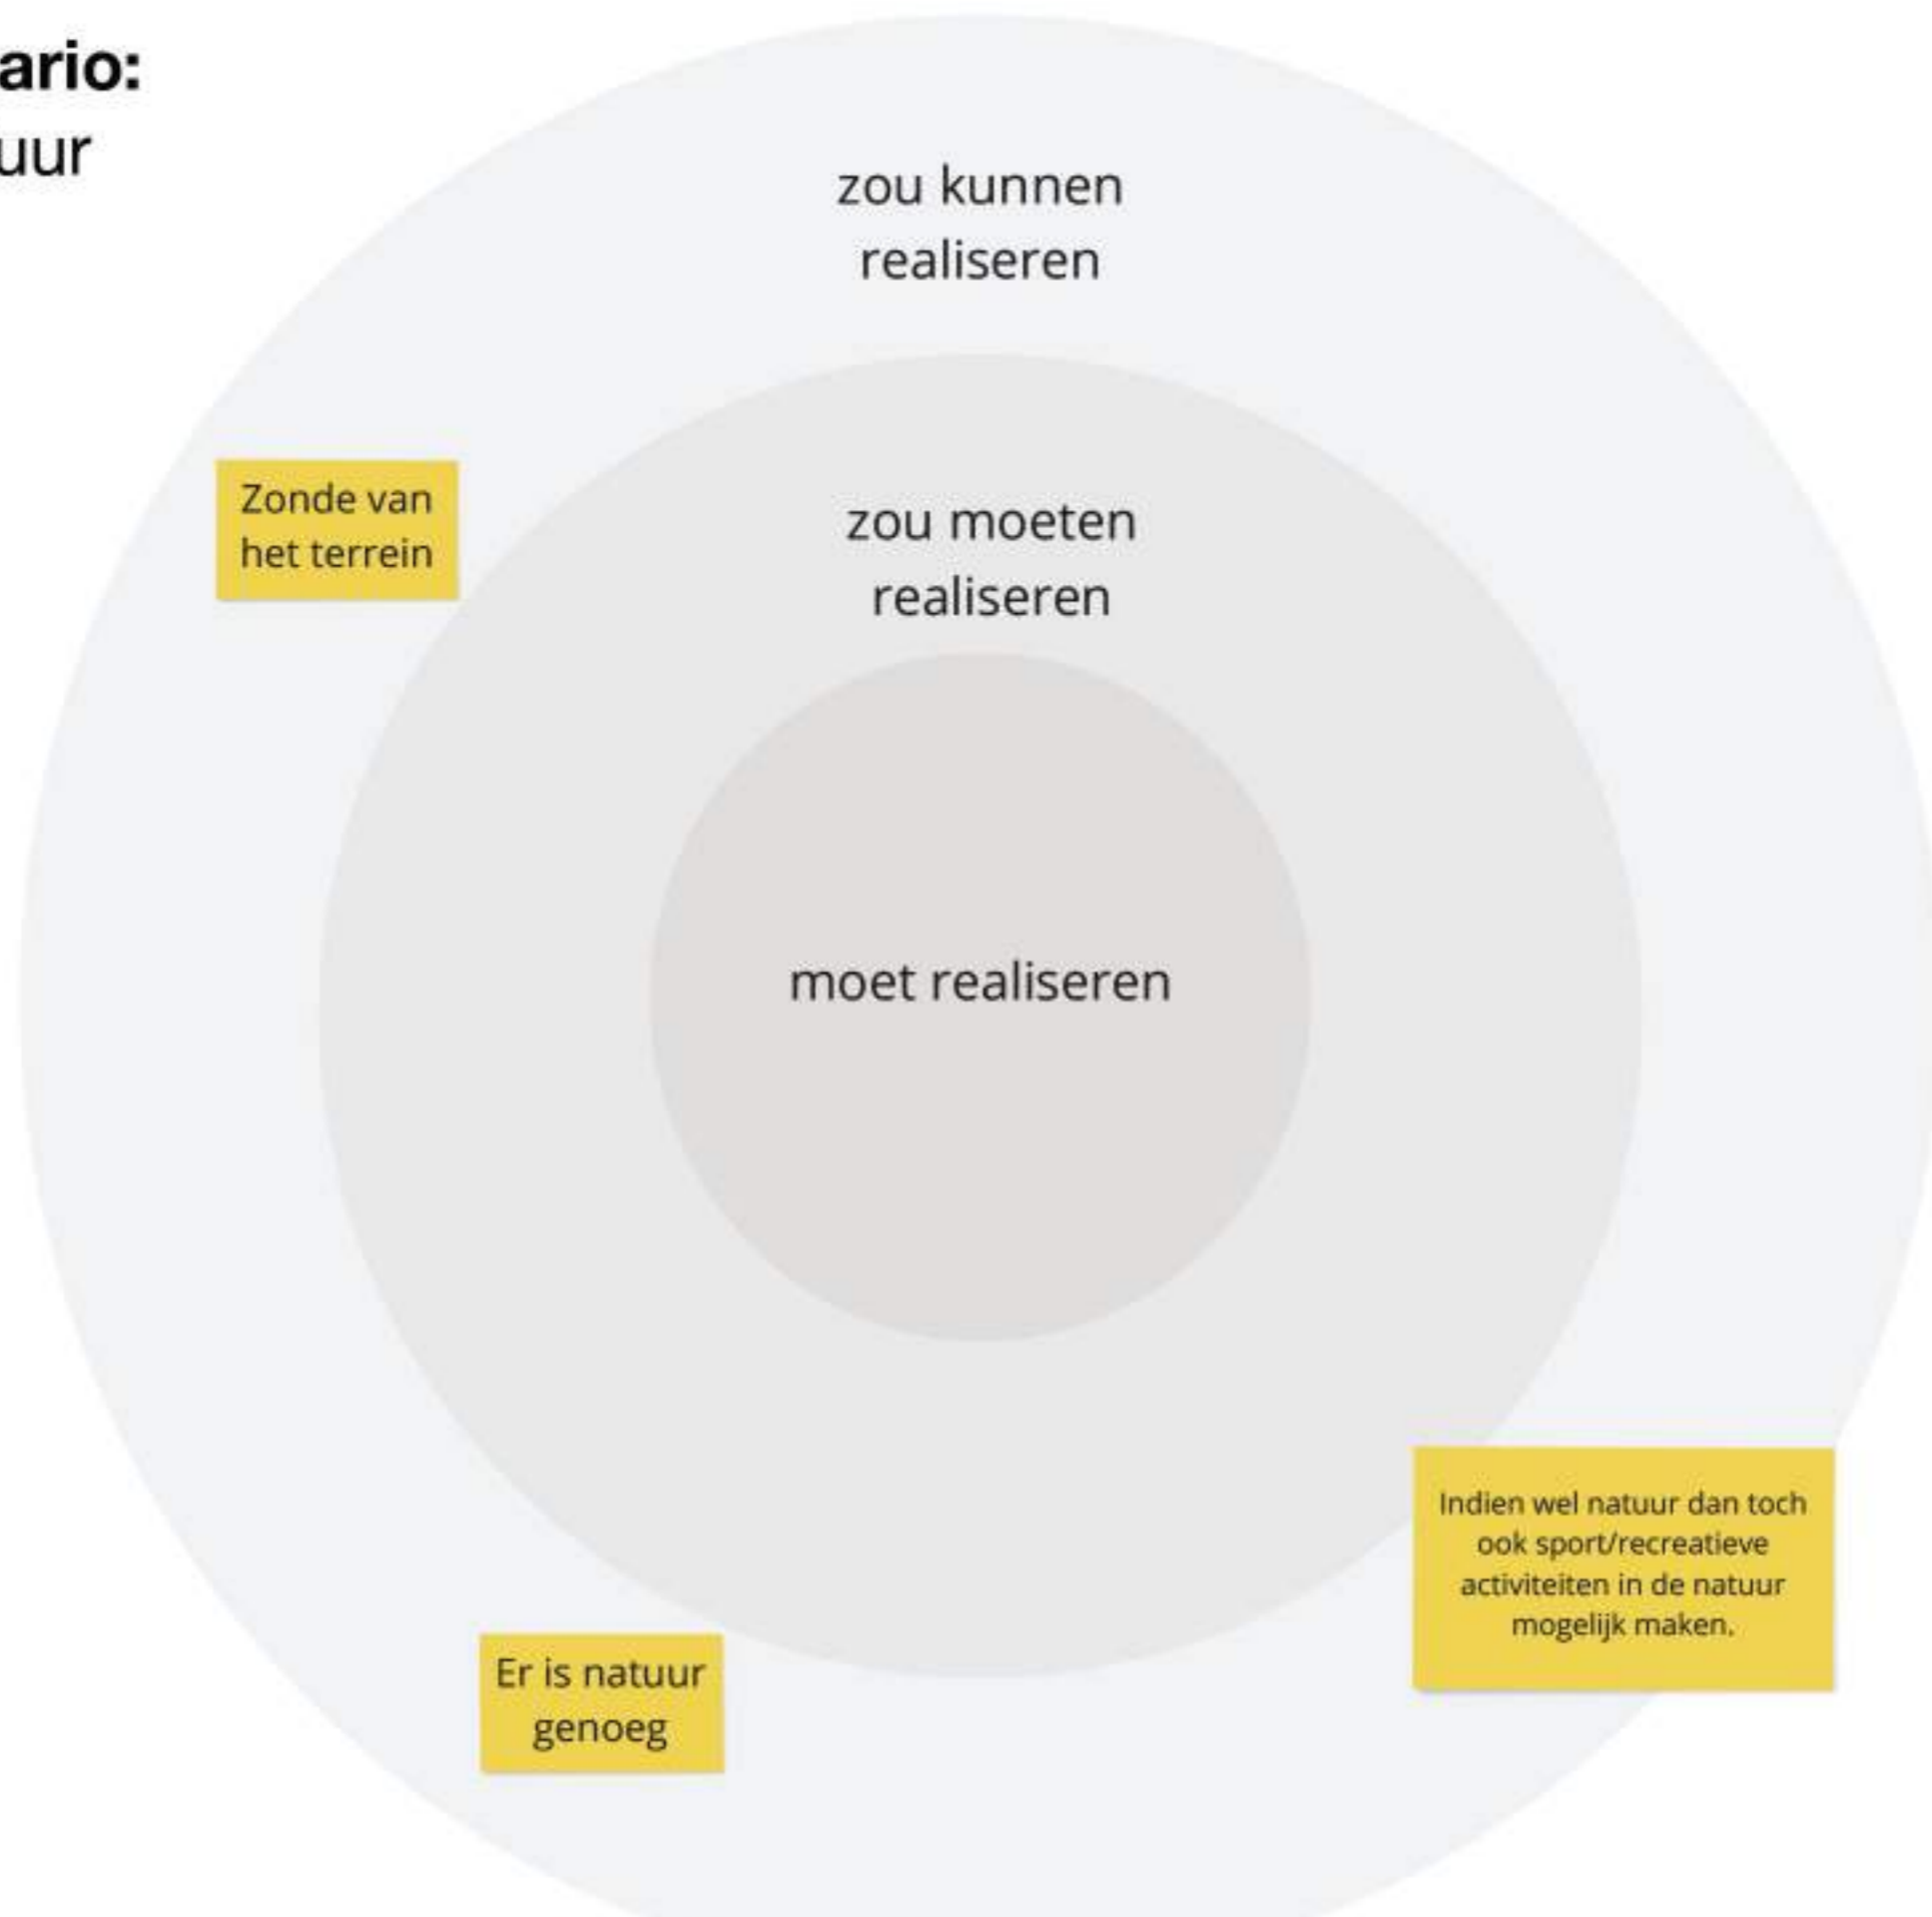 ario:
uur
zou kunnen
realiseren
Zonde van
het terrein
zou moeten
realiseren
moet realiseren
Indien wel natuur dan toch
ook sport/recreatieve
activiteiten in de natuur
mogelijk maken.
Er is natuur
genoeg